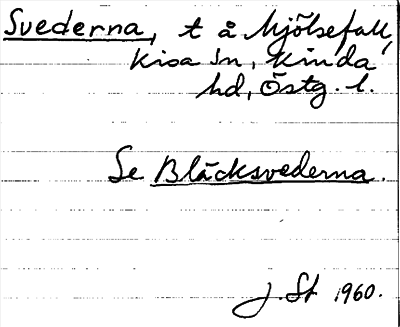 Svederna, t å Mjölsefall,
Kisa sn, Kinda
hd, Östg. l.
Se Bläcksvederna.
J. St 1960.